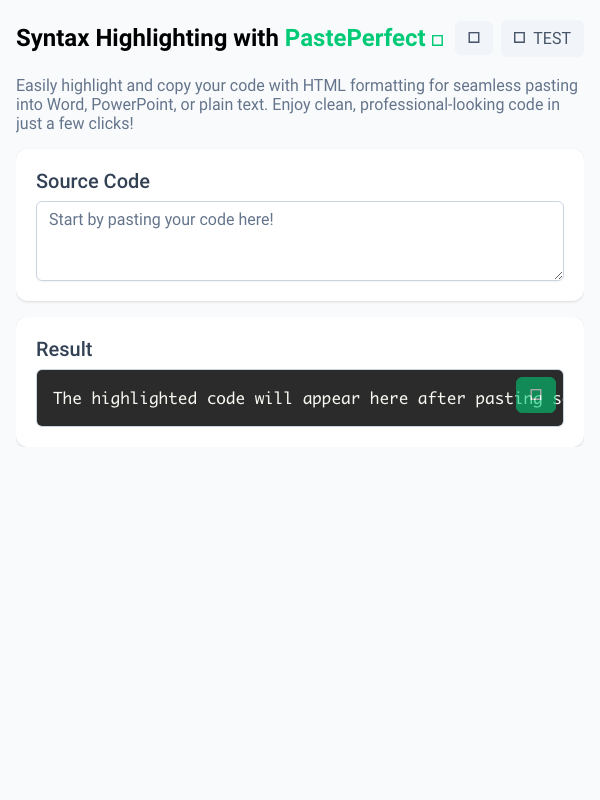 Syntax Highlighting with PastePerfect
TEST
Easily highlight and copy your code with HTML formatting for seamless pasting
into Word, PowerPoint, or plain text. Enjoy clean, professional-looking code in
just a few clicks!
Source Code
Start by pasting your code here!
Result
The highlighted code will appear here after pasting